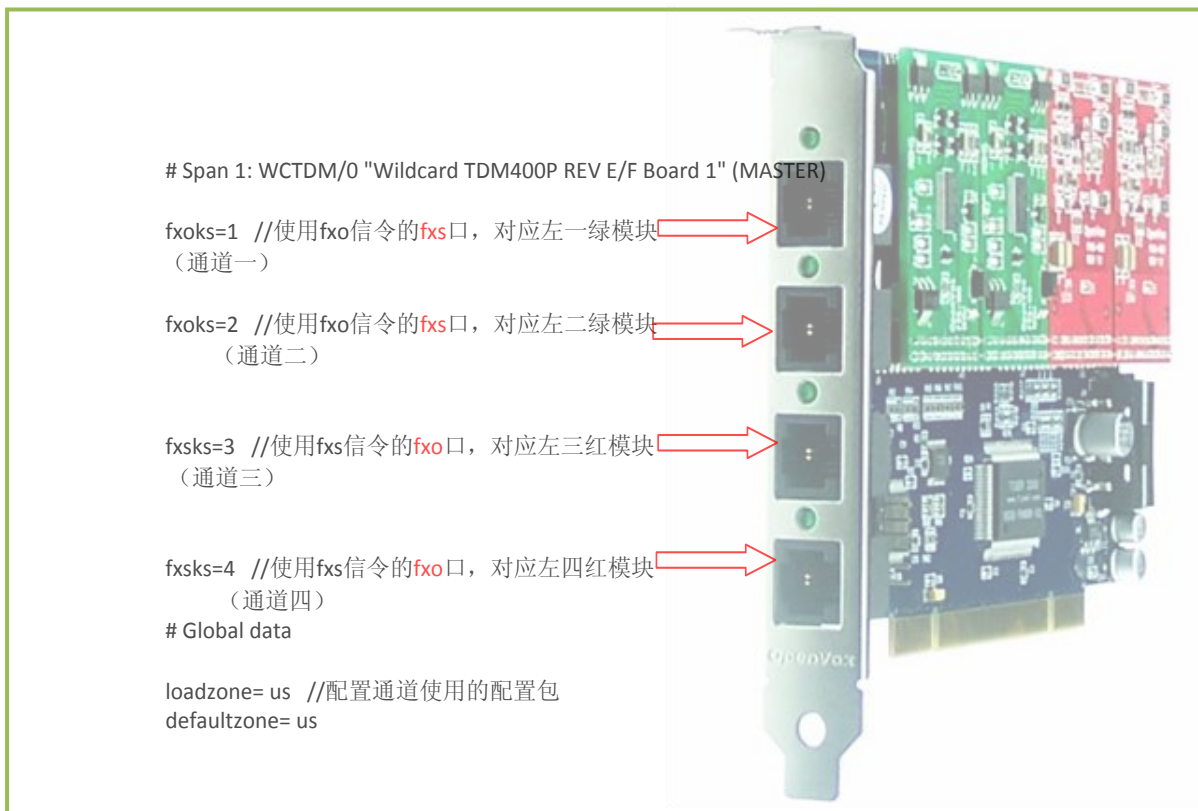 # Span 1: WCTDM/0 "Wildcard TDM400P REV E/F Board 1" (MASTER)
fxoks=1 //使用fxo信令的fxs口，对应左一绿模块
（通道一）
fxoks=2 //使用fxo信令的fxs口，对应左二绿模块
（通道二）
fxsks=3 //使用fxs信令的fxo口，对应左三红模块
（通道三）
fxsks=4 //使用fxs信令的fxo口，对应左四红模块
（通道四）
# Global data
loadzone= us //配置通道使用的配置包
defaultzone= us
OpenVox